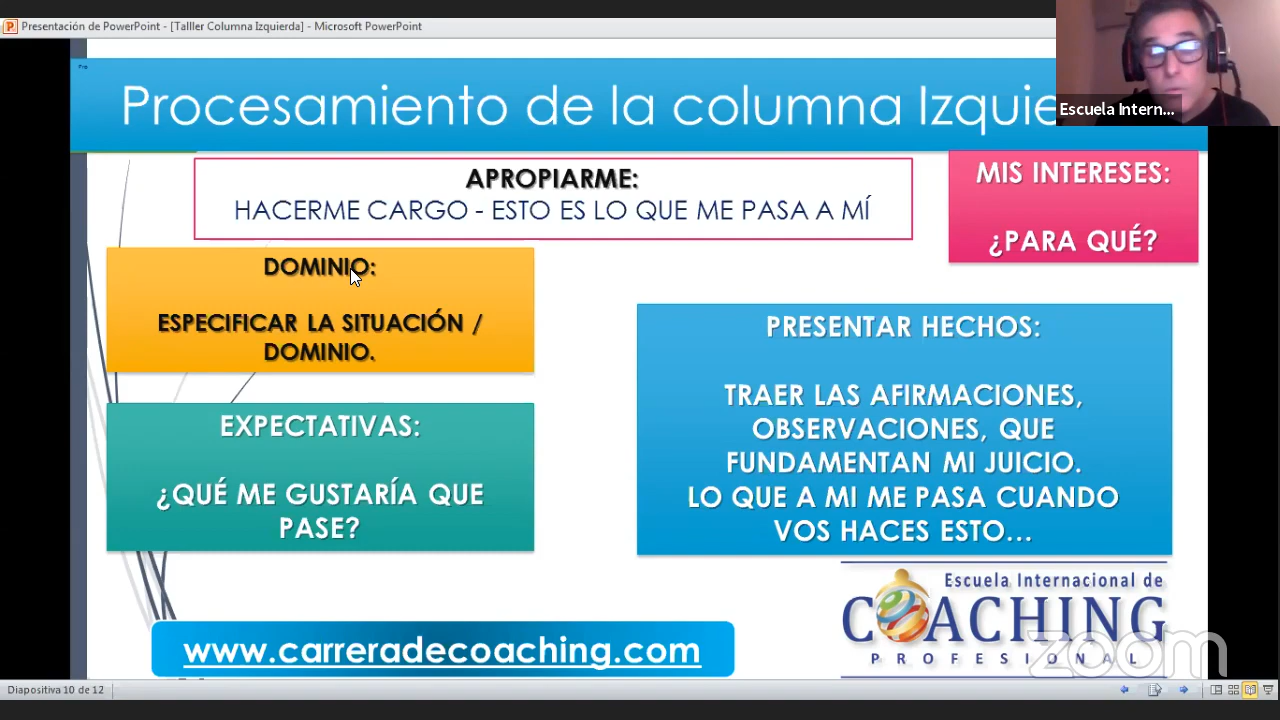 Presentación de PowerPoint - [Talller Columna Izquierda] - Microsoft PowerPoint
Escuela Intern...
Procesamiento de la columna Izquie
APROPIARME:
HACERME CARGO - ESTO ES LO QUE ME PASA A MÍ
MIS INTERESES:
¿PARA QUÉ?
DOMINIO:
ESPECIFICAR LA SITUACIÓN /
DOMINIO.
EXPECTATIVAS:
¿QUÉ ME GUSTARÍA QUE
PASE?
PRESENTAR HECHOS:
TRAER LAS AFIRMACIONES,
OBSERVACIONES, QUE
FUNDAMENTAN MI JUICIO.
LO QUE A MI ME PASA CUANDO
VOS HACES ESTO...
www.carreradecoaching.com
Escuela Internacional de
COACHING
PROFESIONAL
zoom
Diapositiva 10 de 12